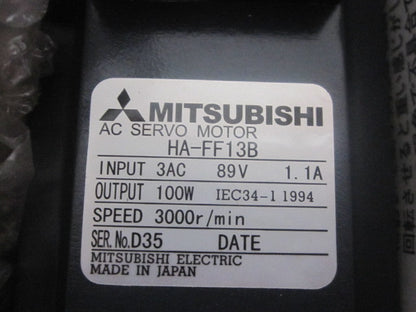 MITSUBISHI
AC SERVO MOTOR
HA-FF13B
INPUT 3AC 89V 1.1A
OUTPUT 100W IEC34-1 1994
SPEED 3000r/min
SER.No.D35 DATE
MITSUBISHI ELECTRIC
MADE IN JAPAN